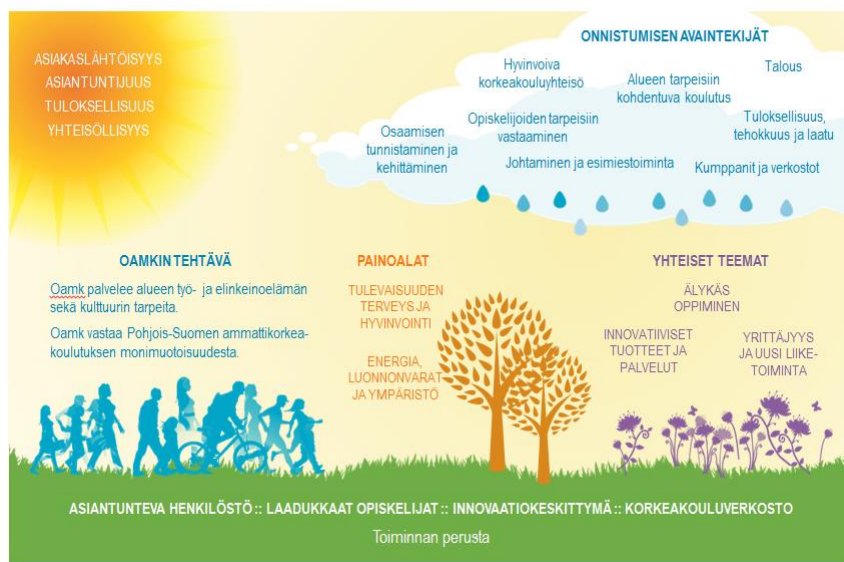 ASIAKASLÄHTÖISYYS
ASIANTUNTIJUUS
TULOKSELLISUUS
YHTEISÖLLISYYS
ONNISTUMISEN AVAINTEKIJÄT
Hyvinvoiva
korkeakouluyhteisö
Alueen tarpeisiin
kohdentuva koulutus
Talous
Osaamisen
tunnistaminen ja
kehittäminen
Opiskelijoiden tarpeisiin
vastaaminen
Tuloksellisuus,
tehokkuus ja laatu
Johtaminen ja esimiestoiminta
Kumppanit ja verkostot
OAMKIN TEHTÄVÄ
Oamk palvelee alueen työ- ja elinkeinoelämän
sekä kulttuurin tarpeita.
Oamk vastaa Pohjois-Suomen ammattikorkea-
koulutuksen monimuotoisuudesta.
PAINOALAT
TULEVAISUUDEN
TERVEYS JA
HYVINVOINTI
ENERGIA,
LUONNONVARAT
JA YMPÄRISTÖ
YHTEISET TEEMAT
ÄLYKÄS
OPPIMINEN
INNOVATIIVISET
TUOTTEET JA
PALVELUT
YRITTÄJYYS
JA UUSI LIIKE-
TOIMINTA
ASIANTUNTEVA HENKILÖSTÖ :: LAADUKKAAT OPISKELIJAT :: INNOVAATIOKESKITTYMÄ :: KORKEAKOULUVERKOSTO
Toiminnan perusta